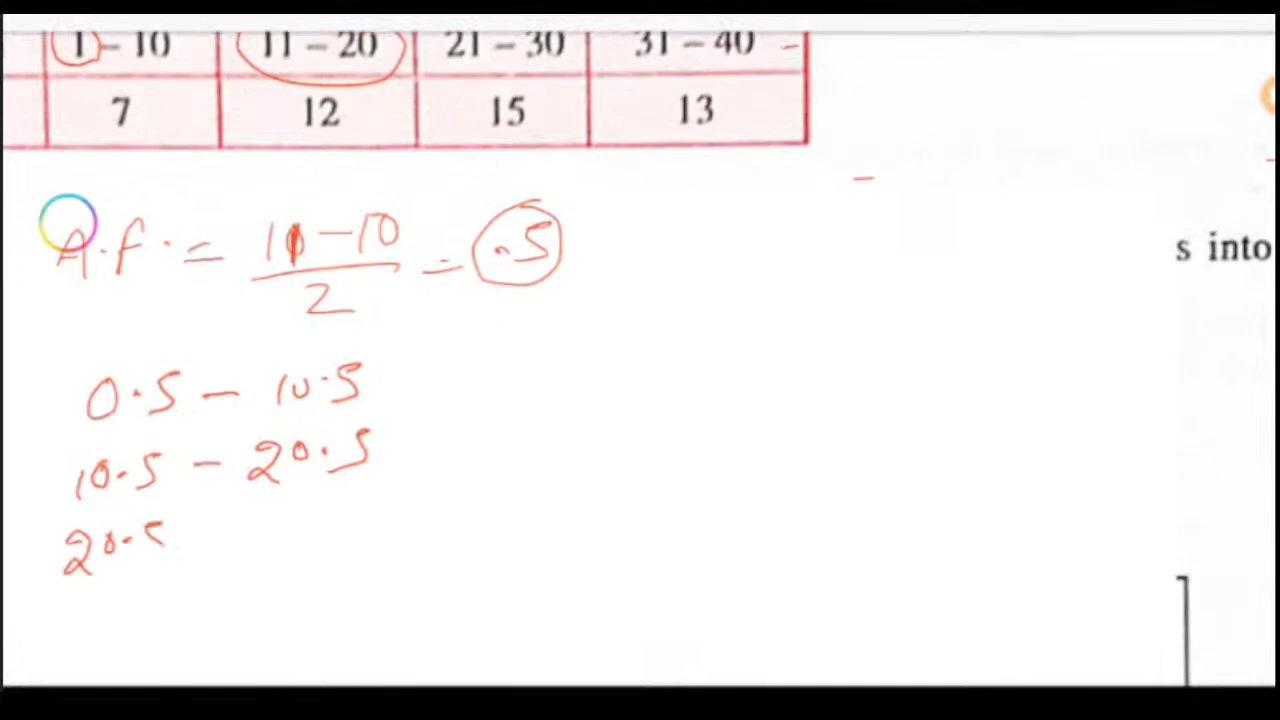 1 – 10 11 – 20 21 – 30 31 – 40 -
7 12 15 13
A.f. = 11 – 10 / 2 = .5
s into
0.5 – 10.5
10.5 – 20.5
20.5